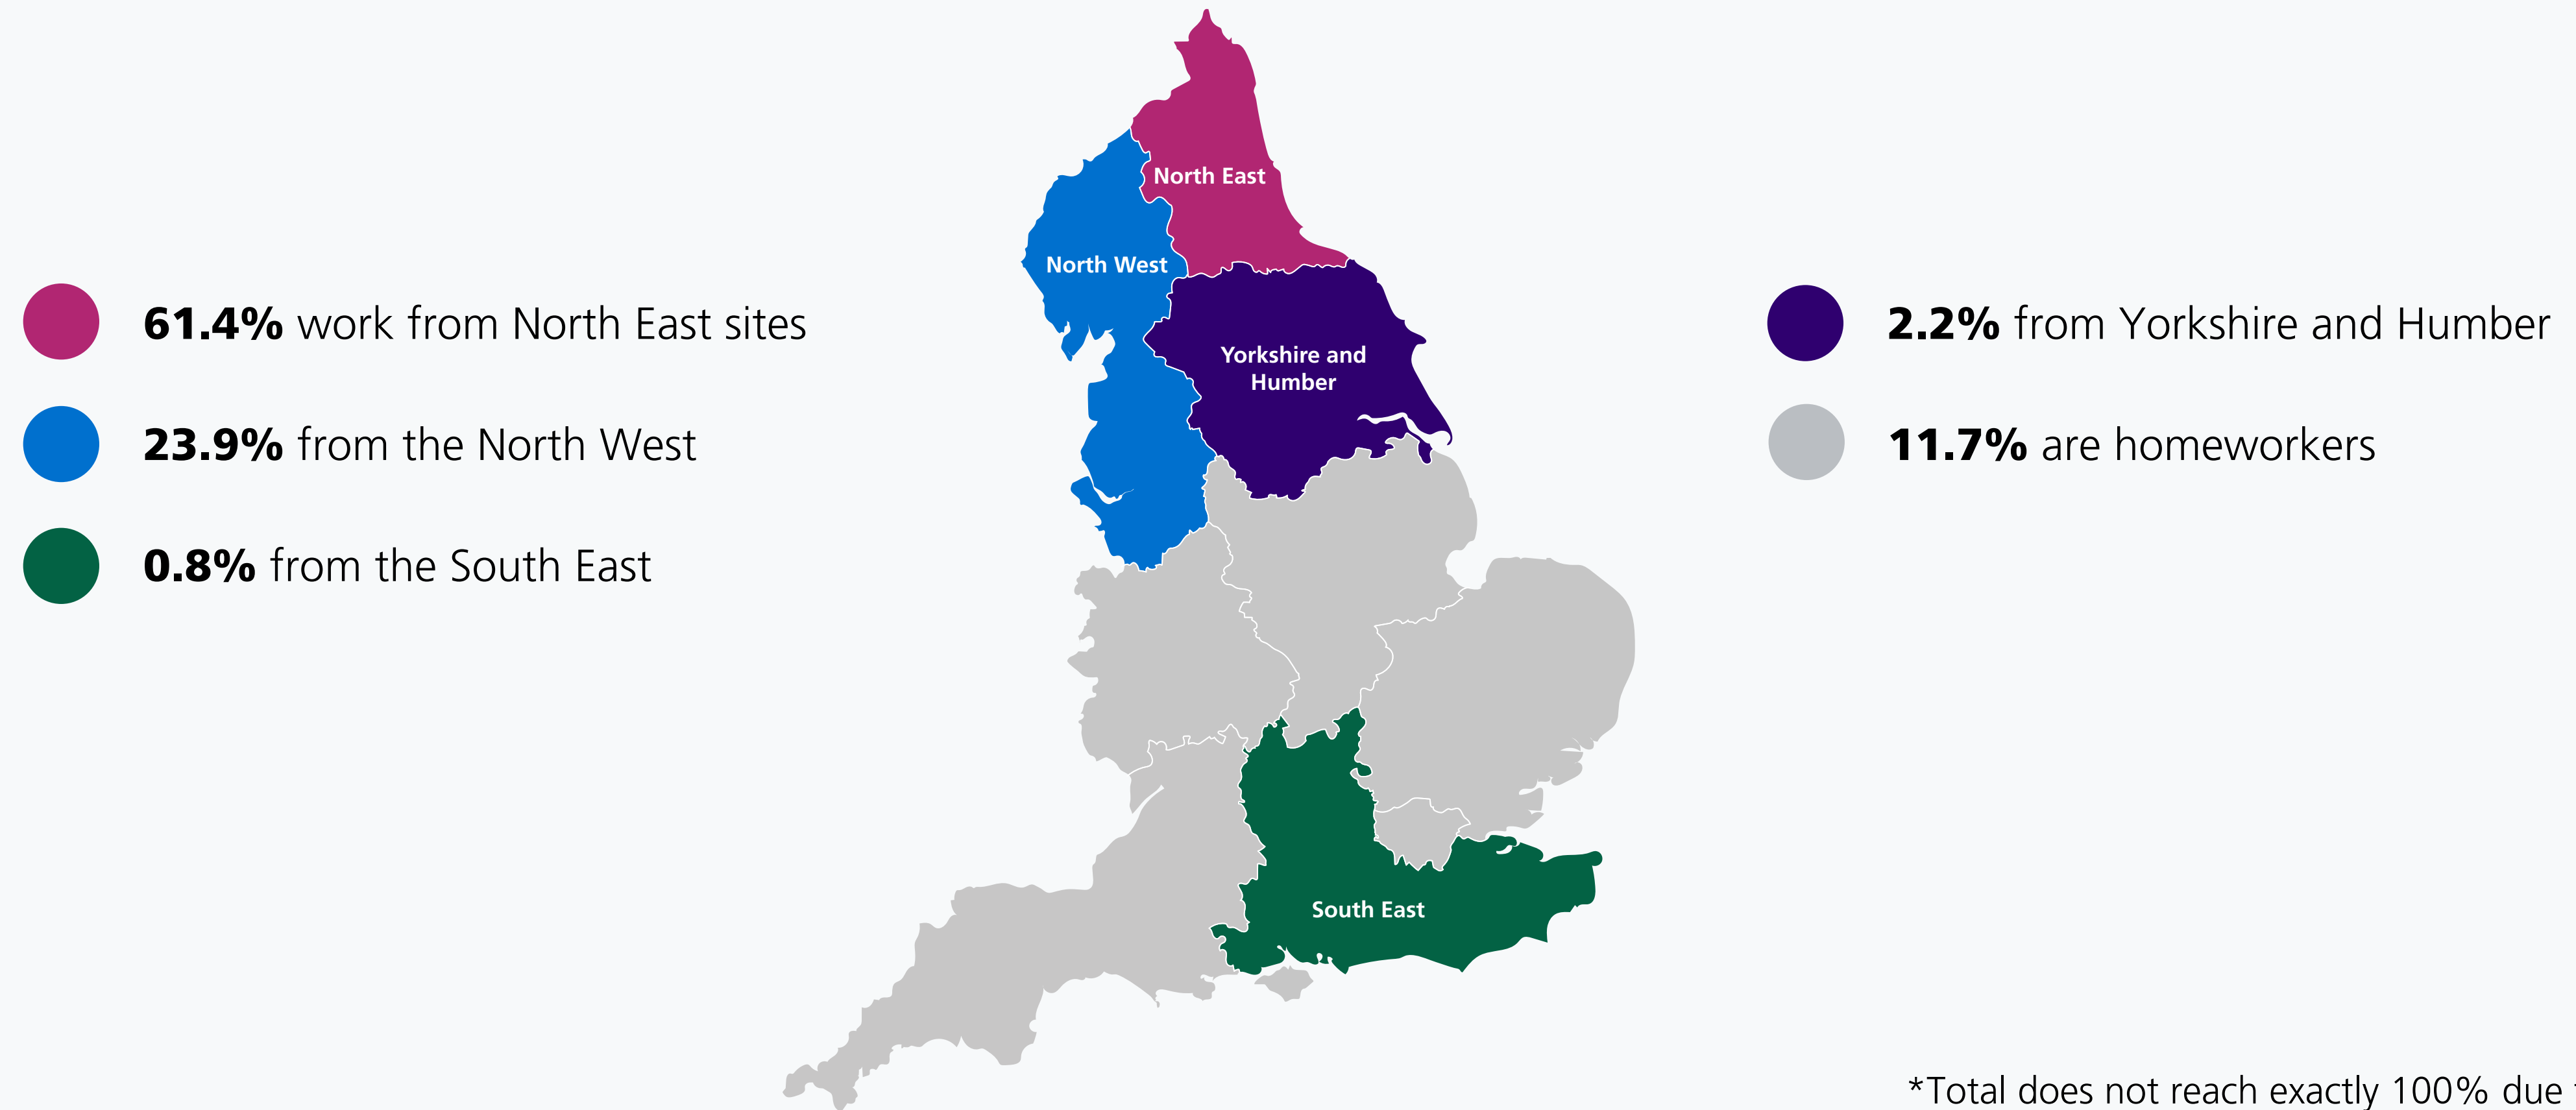 61.4% work from North East sites
23.9% from the North West
0.8% from the South East
North East
North West
Yorkshire and
Humber
South East
2.2% from Yorkshire and Humber
11.7% are homeworkers
*Total does not reach exactly 100% due